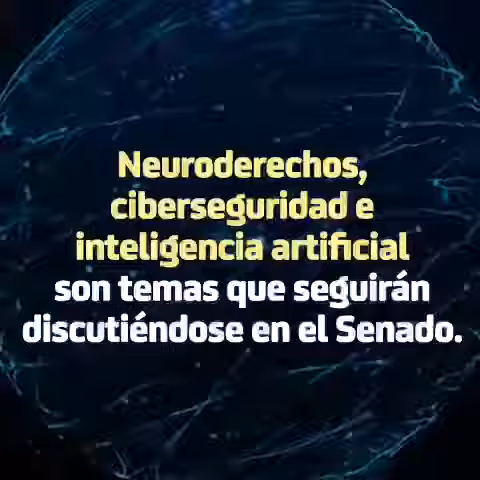 Neuroderechos,
ciberseguridad e
inteligencia artificial
son temas que seguirán
discutiéndose en el Senado.